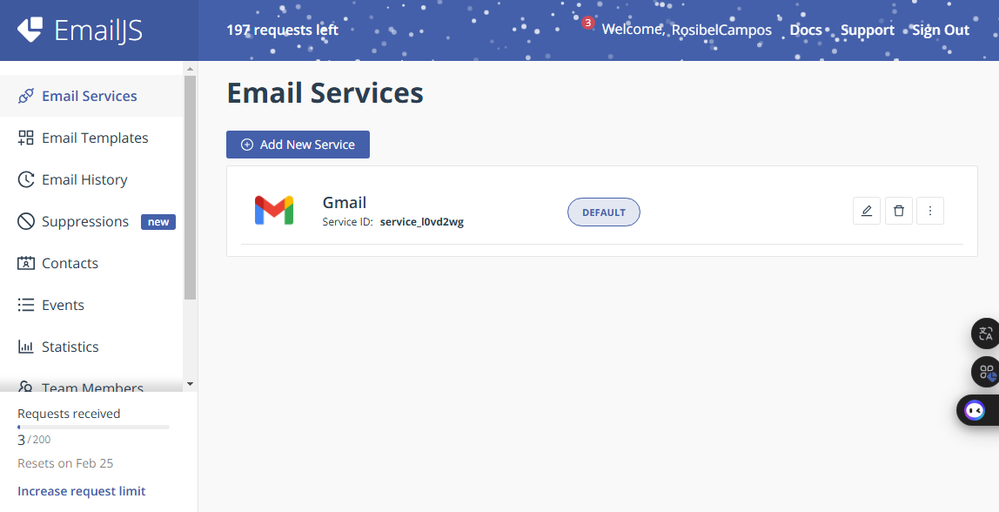 EmailJS
197 requests left
3
Welcome, RosibelCampos
Docs
Support
Sign Out
Email Services
Email Templates
Email History
Suppressions new
Contacts
Events
Statistics
Team Members
Requests received
3/200
Resets on Feb 25
Increase request limit
Email Services
Add New Service
Gmail
Service ID: service_l0vd2wg
DEFAULT